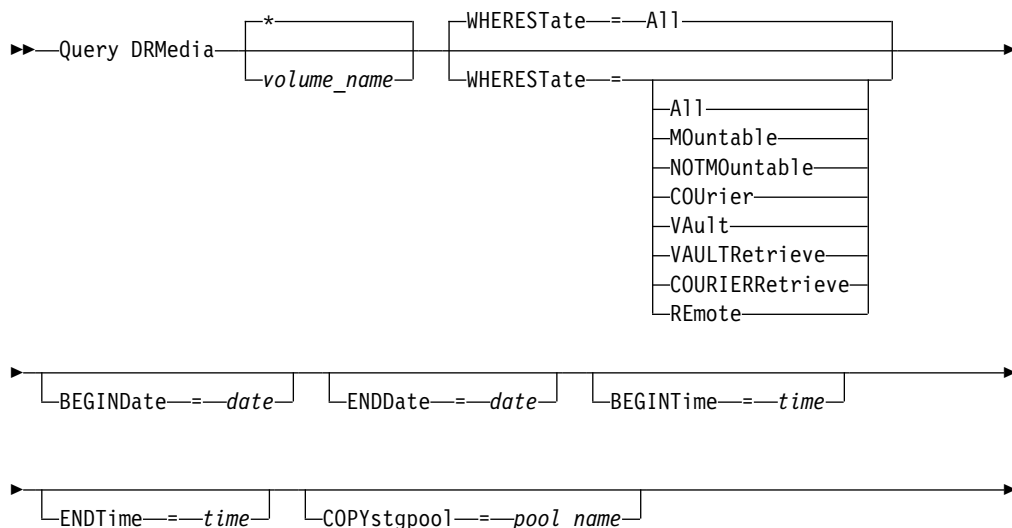 * WHERESTate = All
Query DRMedia
volume_name WHERESTate =
All
MOuntable
NOTMOuntable
COUrier
VAult
VAULTRetrieve
COURIERRetrieve
REmote
BEGINDate = date ENDDate = date BEGINTime = time
ENDTime = time COPYstgpool = pool_name